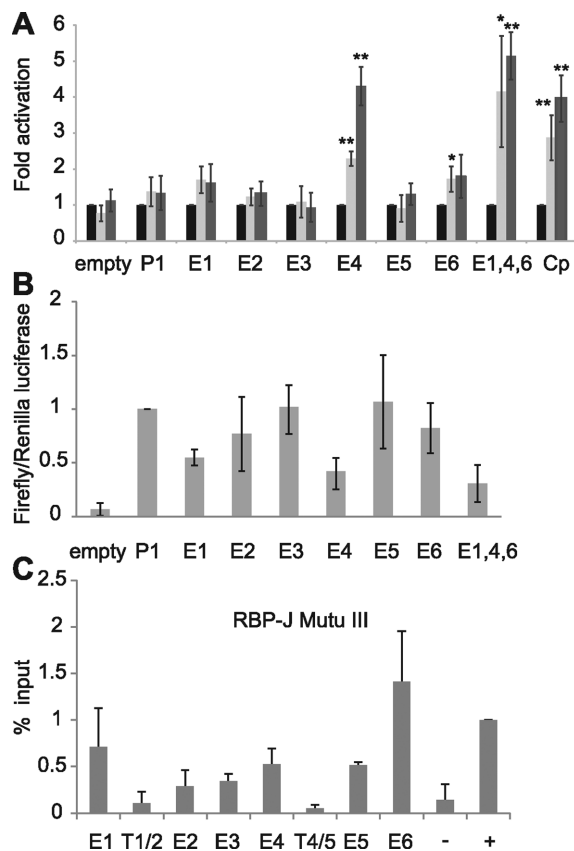 A
Fold activation
6
5
4
3
2
1
0
** ** * * ** ** **
empty P1 E1 E2 E3 E4 E5 E6 E1,4,6 Cp
B
Firefly/Renilla luciferase
2
1.5
1
0.5
0
empty P1 E1 E2 E3 E4 E5 E6 E1,4,6
C
RBP-J Mutu III
% input
2.5
2
1.5
1
0.5
0
E1 T1/2 E2 E3 E4 T4/5 E5 E6 - +